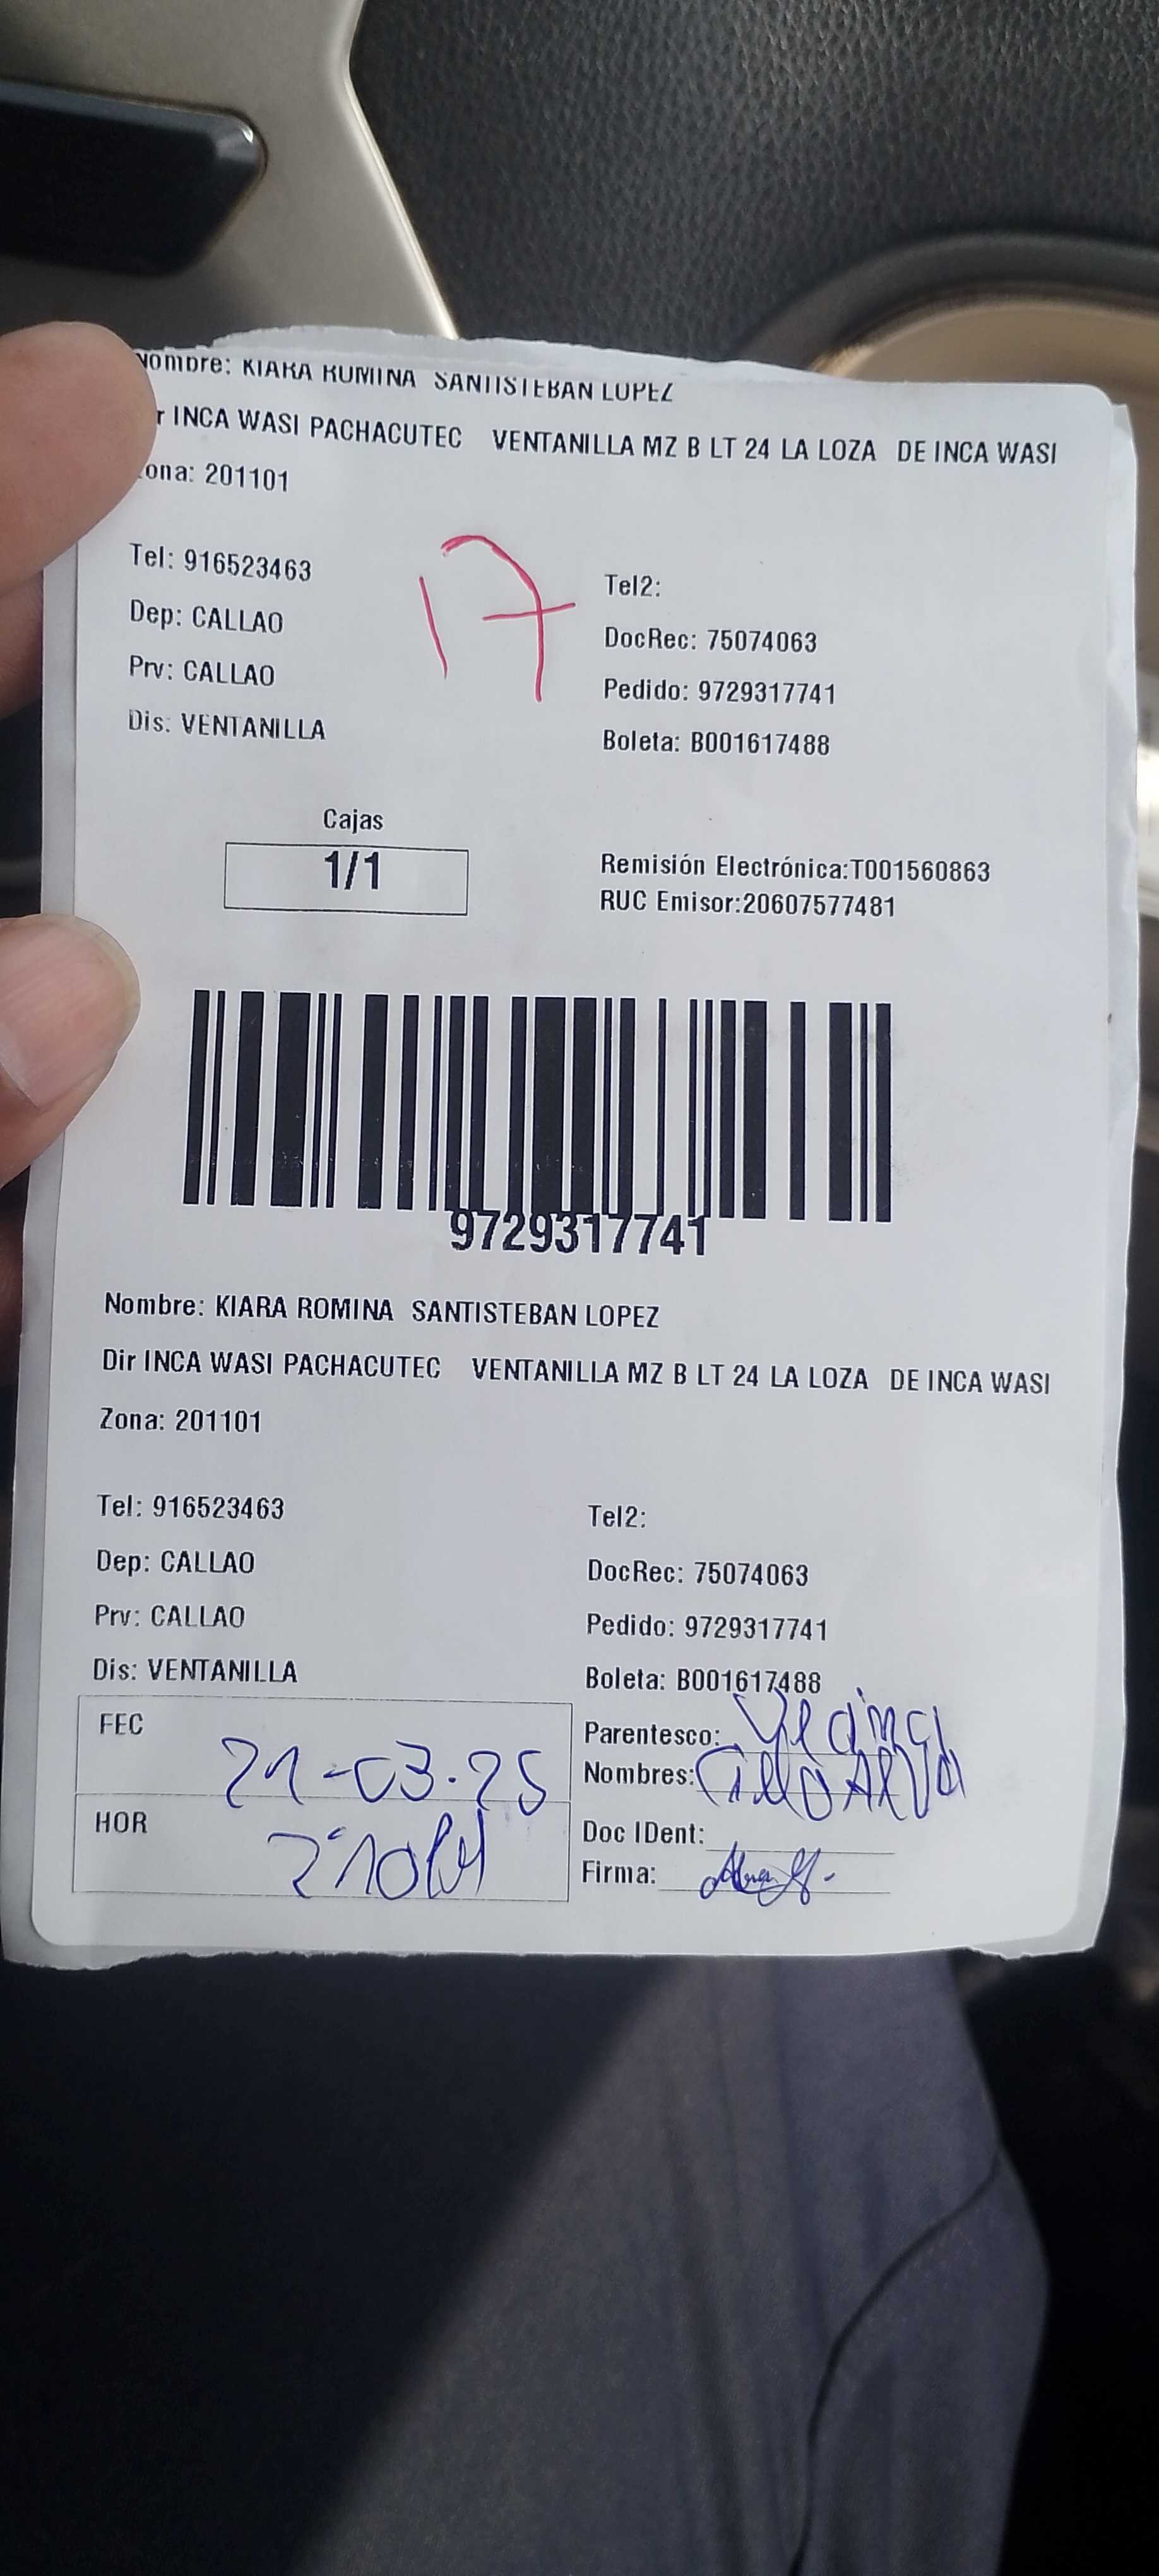 Nombre: KIARA ROMINA SANTISTEBAN LOPEZ
r INCA WASI PACHACUTEC VENTANILLA MZ B LT 24 LA LOZA DE INCA WASI
ona: 201101
17
Tel: 916523463 Tel2:
Dep: CALLAO DocRec: 75074063
Prv: CALLAO Pedido: 9729317741
Dis: VENTANILLA Boleta: B001617488
Cajas
1/1
Remisión Electrónica:T001560863
RUC Emisor:20607577481
9729317741
Nombre: KIARA ROMINA SANTISTEBAN LOPEZ
Dir INCA WASI PACHACUTEC VENTANILLA MZ B LT 24 LA LOZA DE INCA WASI
Zona: 201101
Tel: 916523463 Tel2:
Dep: CALLAO DocRec: 75074063
Prv: CALLAO Pedido: 9729317741
Dis: VENTANILLA Boleta: B001617488
FEC 21-03-25
Parentesco: Vecina
Nombres:
HOR
Doc IDent:
Firma: